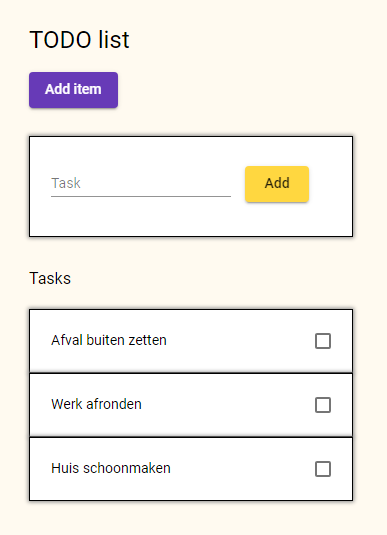 TODO list
Add item
Task
Add
Tasks
Afval buiten zetten
Werk afronden
Huis schoonmaken